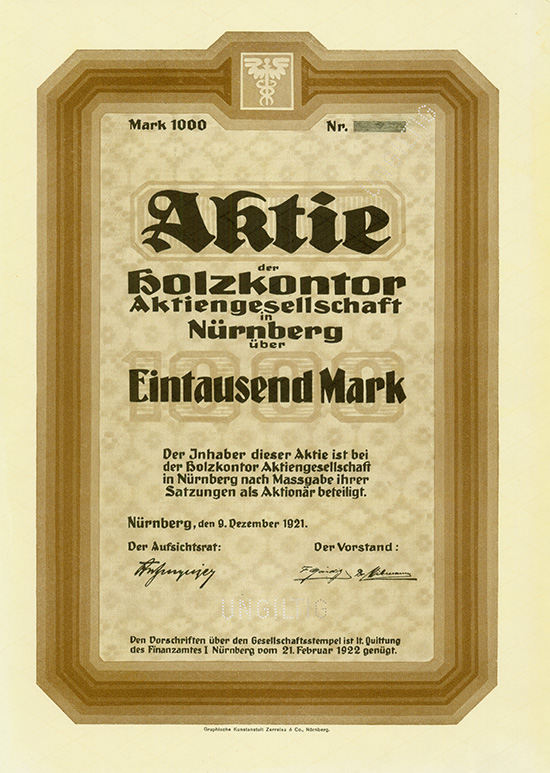 Mark 1000 Nr.
Aktie
der
Holzkontor
Aktiengesellschaft
in
Nürnberg
über
1000
Eintausend Mark
Der Inhaber dieser Aktie ist bei
der Holzkontor Aktiengesellschaft
in Nürnberg nach Massgabe ihrer
Satzungen als Aktionär beteiligt.
Nürnberg, den 9. Dezember 1921.
Der Aufsichtsrat: Der Vorstand:
UNGILTIG
Den Vorschriften über den Gesellschaftsstempel ist lt. Quittung
des Finanzamtes I Nürnberg vom 21. Februar 1922 genügt.
Graphische Kunstanstalt Zerreiss & Co., Nürnberg.